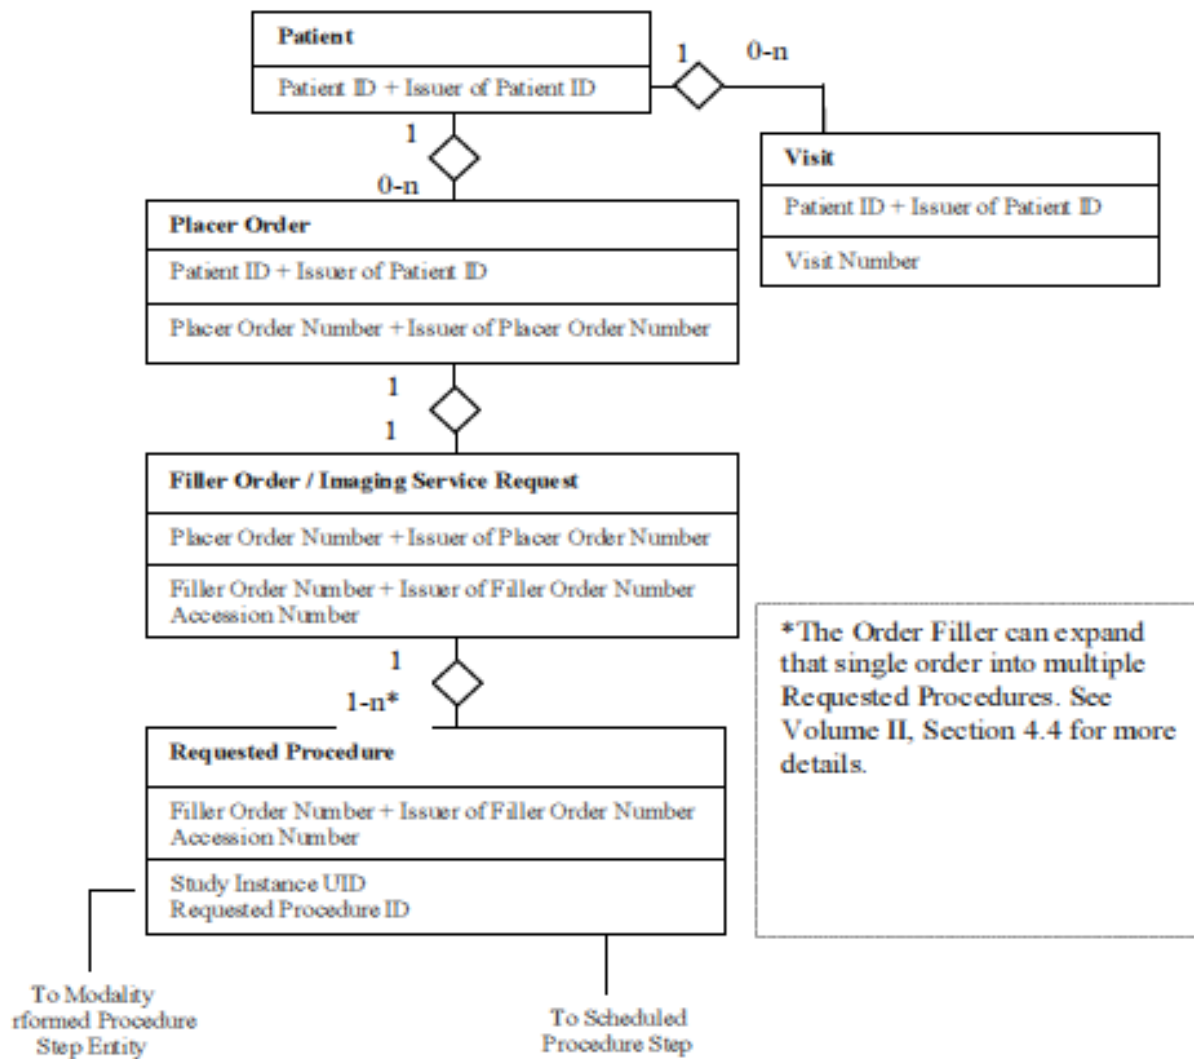 Patient
Patient ID + Issuer of Patient ID
1
0-n
1
0-n
Visit
Patient ID + Issuer of Patient ID
Visit Number
Placer Order
Patient ID + Issuer of Patient ID
Placer Order Number + Issuer of Placer Order Number
1
1
Filler Order / Imaging Service Request
Placer Order Number + Issuer of Placer Order Number
Filler Order Number + Issuer of Filler Order Number
Accession Number
1
1-n*
*The Order Filler can expand
that single order into multiple
Requested Procedures. See
Volume II, Section 4.4 for more
details.
Requested Procedure
Filler Order Number + Issuer of Filler Order Number
Accession Number
Study Instance UID
Requested Procedure ID
To Modality
rformed Procedure
Step Entity
To Scheduled
Procedure Step